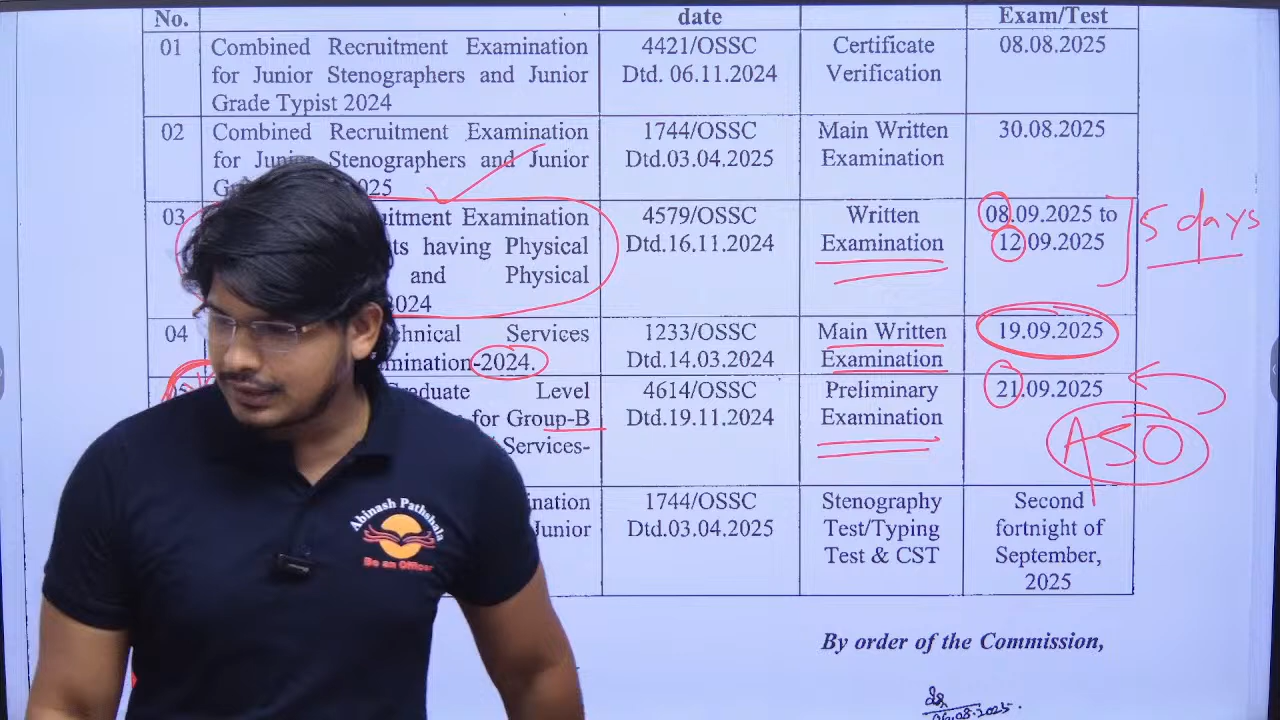 No. date Exam/Test
01 Combined Recruitment Examination 4421/OSSC Certificate 08.08.2025
for Junior Stenographers and Junior Dtd. 06.11.2024 Verification
Grade Typist 2024
02 Combined Recruitment Examination 1744/OSSC Main Written 30.08.2025
for Junior Stenographers and Junior Dtd.03.04.2025 Examination
2025
03 Examination 4579/OSSC Written 08.09.2025 to
having Physical Dtd.16.11.2024 Examination 12.09.2025
and Physical
2024
5 days
04 Services 1233/OSSC Main Written 19.09.2025
-2024. Dtd.14.03.2024 Examination
Level 4614/OSSC Preliminary 21.09.2025
for Group-B Dtd.19.11.2024 Examination
Services-
ASO
1744/OSSC Stenography Second
Junior Dtd.03.04.2025 Test/Typing fortnight of
Test & CST September,
2025
By order of the Commission,
Abinash Pathshala
Be an Officer